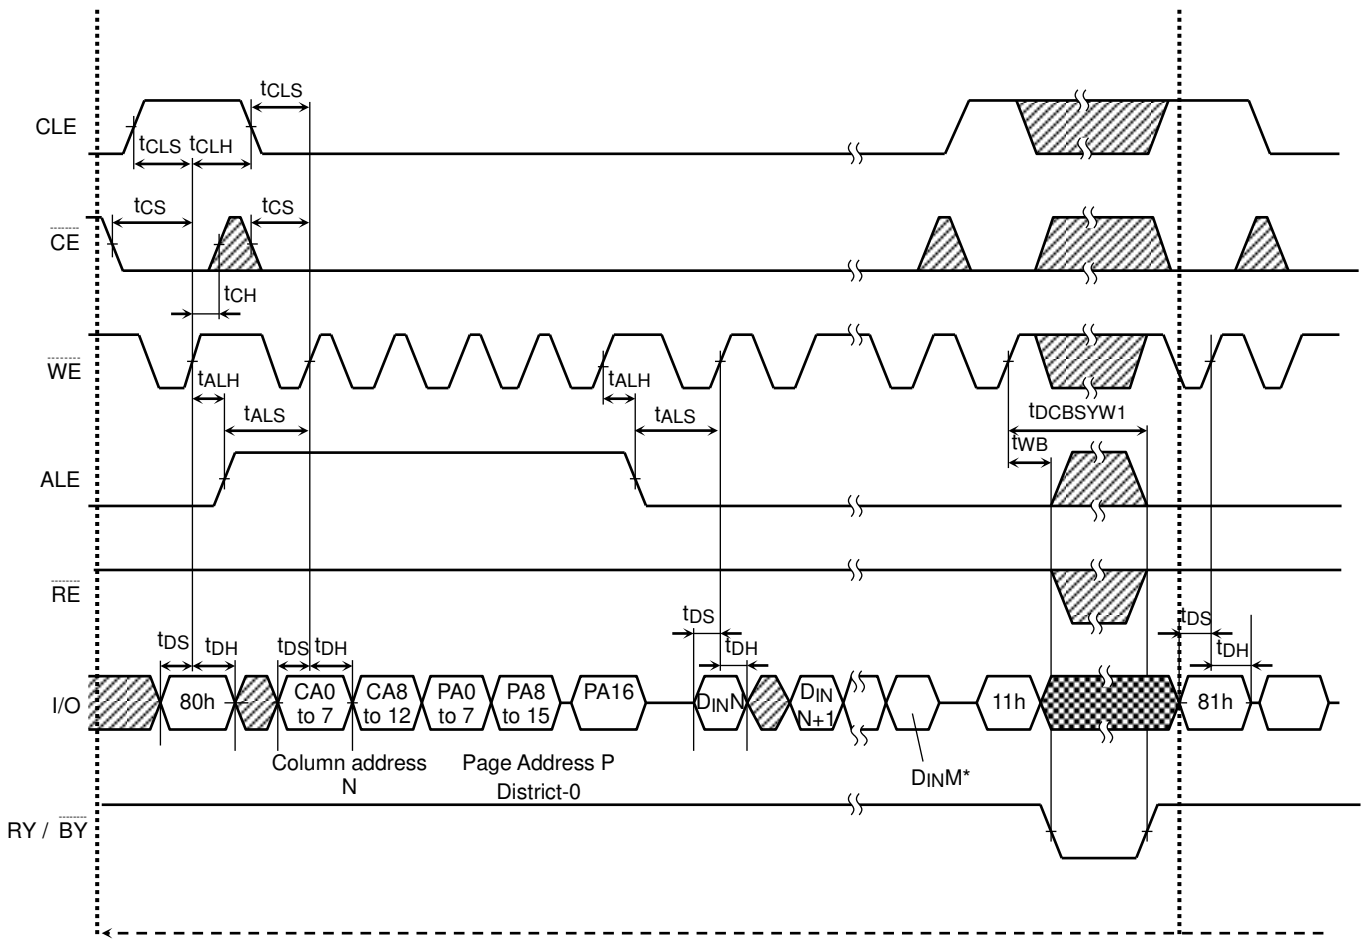 tCLS
CLE
tCLS tCLH
tCS tCS
CE
tCH
WE
tALH tALH
tALS tALS
tDCBSYW1
tWB
ALE
RE
tDS tDS
tDS tDH tDS tDH tDH tDH
I/O 80h CA0 to 7 CA8 to 12 PA0 to 7 PA8 to 15 PA16 DINN DIN N+1 11h 81h
Column address N
Page Address P District-0
DINM*
RY / BY